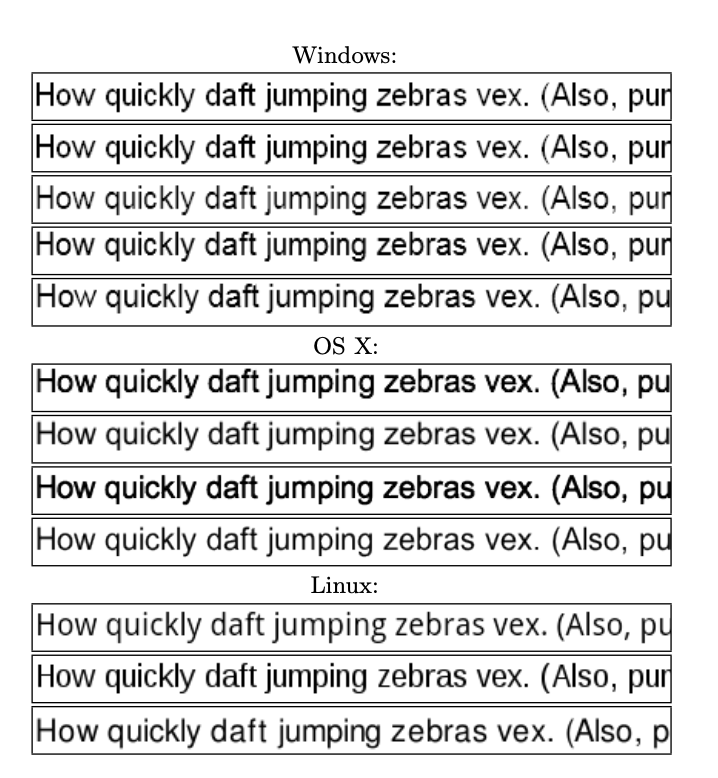 Windows:
How quickly daft jumping zebras vex. (Also, pur
How quickly daft jumping zebras vex. (Also, pur
How quickly daft jumping zebras vex. (Also, pur
How quickly daft jumping zebras vex. (Also, pur
How quickly daft jumping zebras vex. (Also, pu
OS X:
How quickly daft jumping zebras vex. (Also, pu
How quickly daft jumping zebras vex. (Also, pu
How quickly daft jumping zebras vex. (Also, pu
How quickly daft jumping zebras vex. (Also, pu
Linux:
How quickly daft jumping zebras vex. (Also, pu
How quickly daft jumping zebras vex. (Also, pur
How quickly daft jumping zebras vex. (Also, p